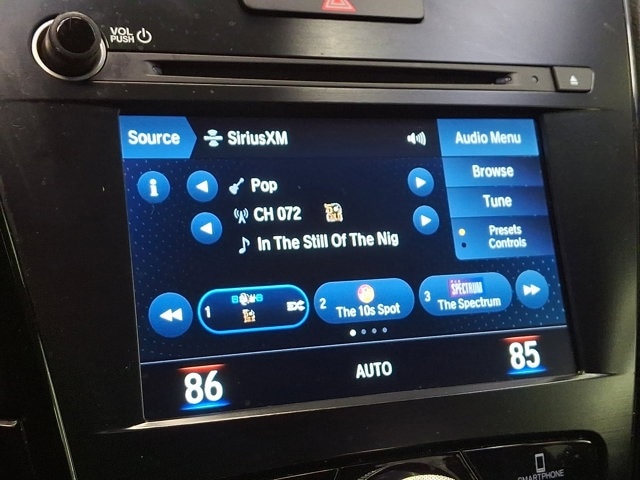 VOL
PUSH
Source
SiriusXM
Audio Menu
Pop
Browse
CH 072
Tune
In The Still Of The Nig
Presets
Controls
1
2
The 10s Spot
3
SPECTRUM
The Spectrum
86
AUTO
85
SMARTPHONE